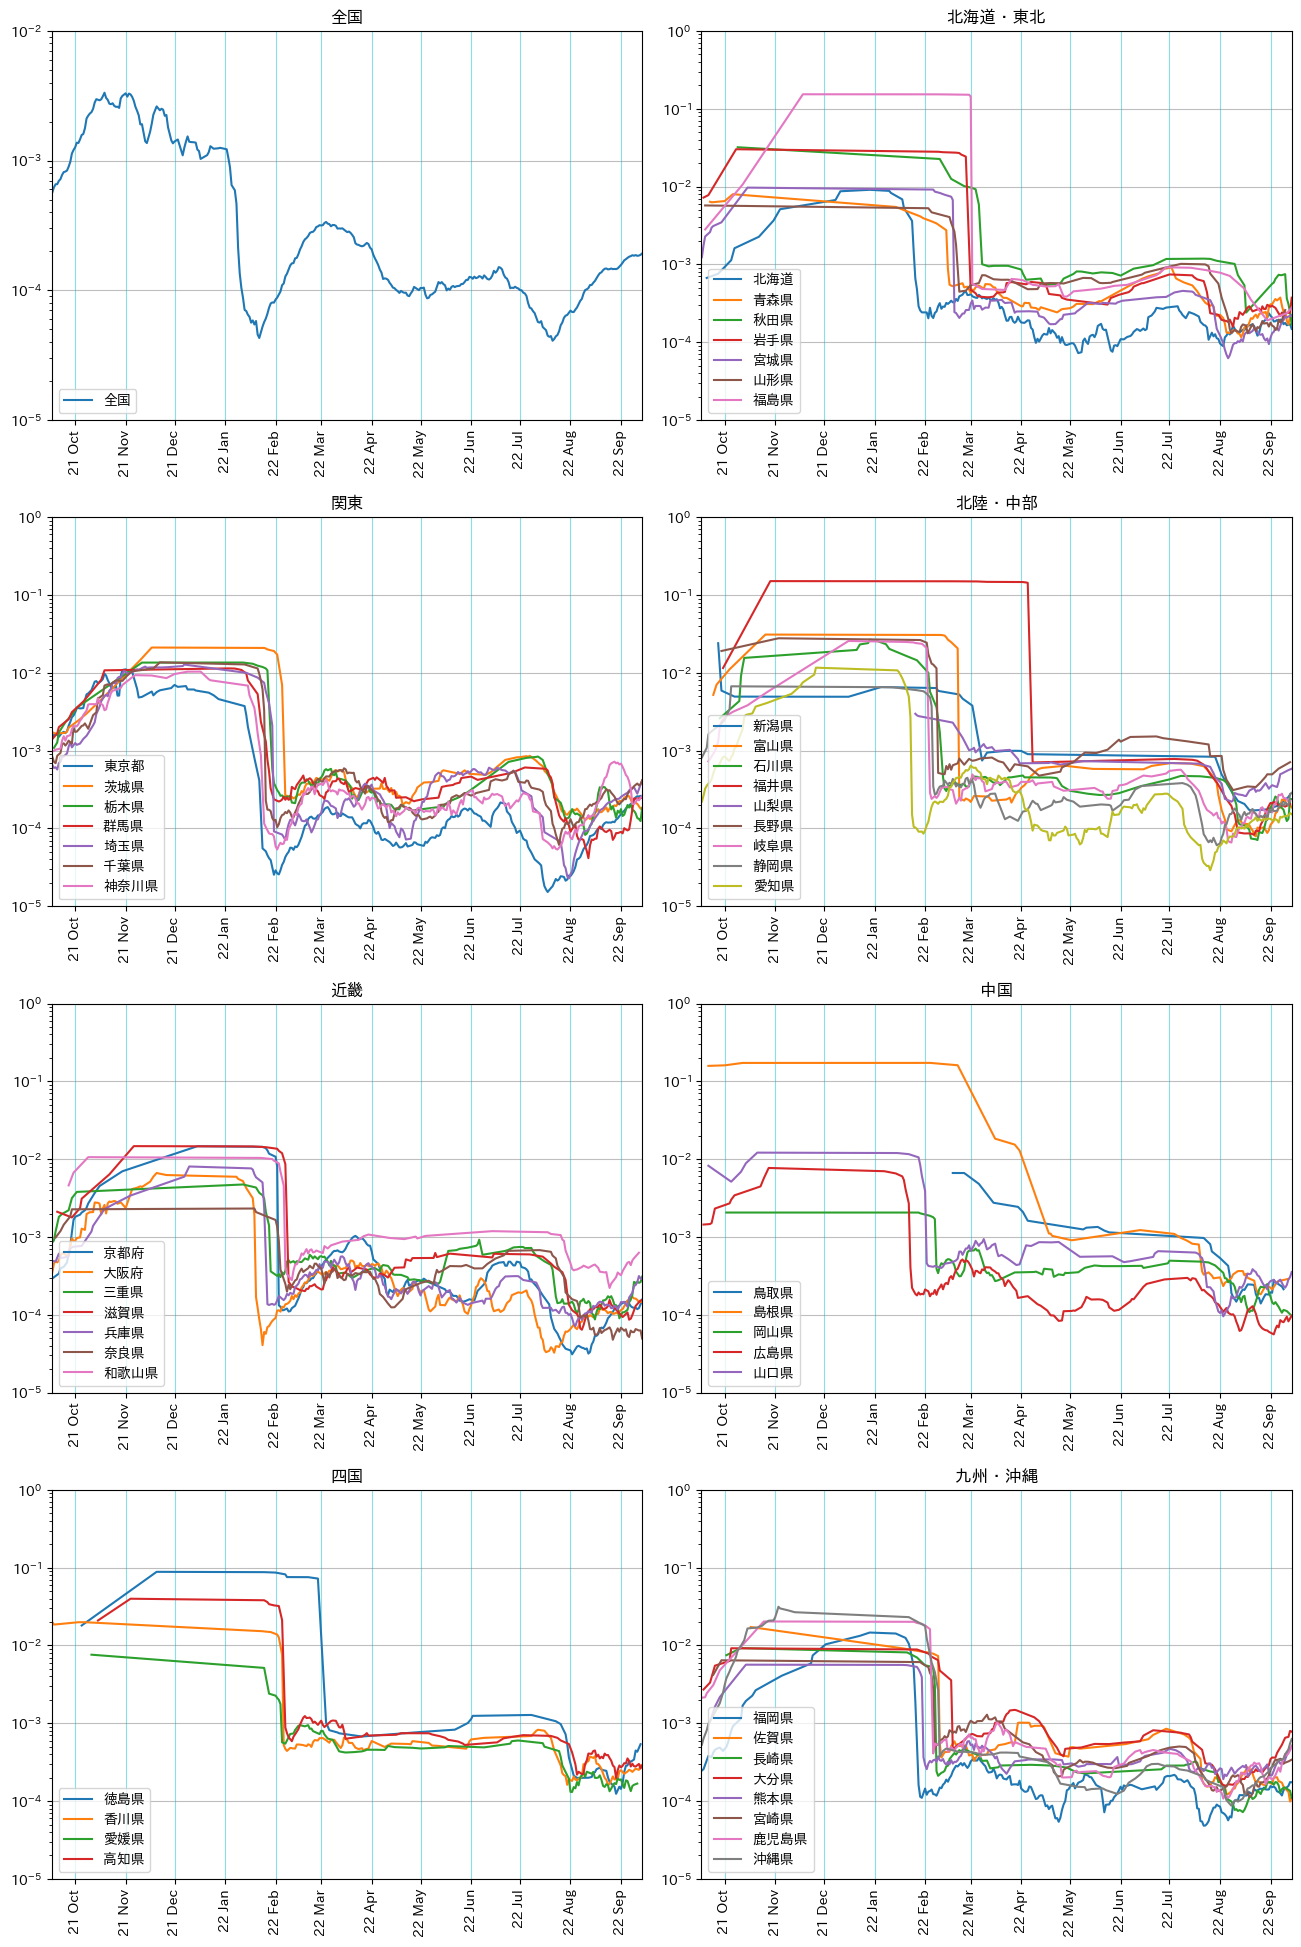 全国
10^-2
10^-3
10^-4
10^-5
全国
21 Oct
21 Nov
21 Dec
22 Jan
22 Feb
22 Mar
22 Apr
22 May
22 Jun
22 Jul
22 Aug
22 Sep
北海道・東北
10^0
10^-1
10^-2
10^-3
10^-4
10^-5
北海道
青森県
秋田県
岩手県
宮城県
山形県
福島県
21 Oct
21 Nov
21 Dec
22 Jan
22 Feb
22 Mar
22 Apr
22 May
22 Jun
22 Jul
22 Aug
22 Sep
関東
10^0
10^-1
10^-2
10^-3
10^-4
10^-5
東京都
茨城県
栃木県
群馬県
埼玉県
千葉県
神奈川県
21 Oct
21 Nov
21 Dec
22 Jan
22 Feb
22 Mar
22 Apr
22 May
22 Jun
22 Jul
22 Aug
22 Sep
北陸・中部
10^0
10^-1
10^-2
10^-3
10^-4
10^-5
新潟県
富山県
石川県
福井県
山梨県
長野県
岐阜県
静岡県
愛知県
21 Oct
21 Nov
21 Dec
22 Jan
22 Feb
22 Mar
22 Apr
22 May
22 Jun
22 Jul
22 Aug
22 Sep
近畿
10^0
10^-1
10^-2
10^-3
10^-4
10^-5
京都府
大阪府
三重県
滋賀県
兵庫県
奈良県
和歌山県
21 Oct
21 Nov
21 Dec
22 Jan
22 Feb
22 Mar
22 Apr
22 May
22 Jun
22 Jul
22 Aug
22 Sep
中国
10^0
10^-1
10^-2
10^-3
10^-4
10^-5
鳥取県
島根県
岡山県
広島県
山口県
21 Oct
21 Nov
21 Dec
22 Jan
22 Feb
22 Mar
22 Apr
22 May
22 Jun
22 Jul
22 Aug
22 Sep
四国
10^0
10^-1
10^-2
10^-3
10^-4
10^-5
徳島県
香川県
愛媛県
高知県
21 Oct
21 Nov
21 Dec
22 Jan
22 Feb
22 Mar
22 Apr
22 May
22 Jun
22 Jul
22 Aug
22 Sep
九州・沖縄
10^0
10^-1
10^-2
10^-3
10^-4
10^-5
福岡県
佐賀県
長崎県
大分県
熊本県
宮崎県
鹿児島県
沖縄県
21 Oct
21 Nov
21 Dec
22 Jan
22 Feb
22 Mar
22 Apr
22 May
22 Jun
22 Jul
22 Aug
22 Sep